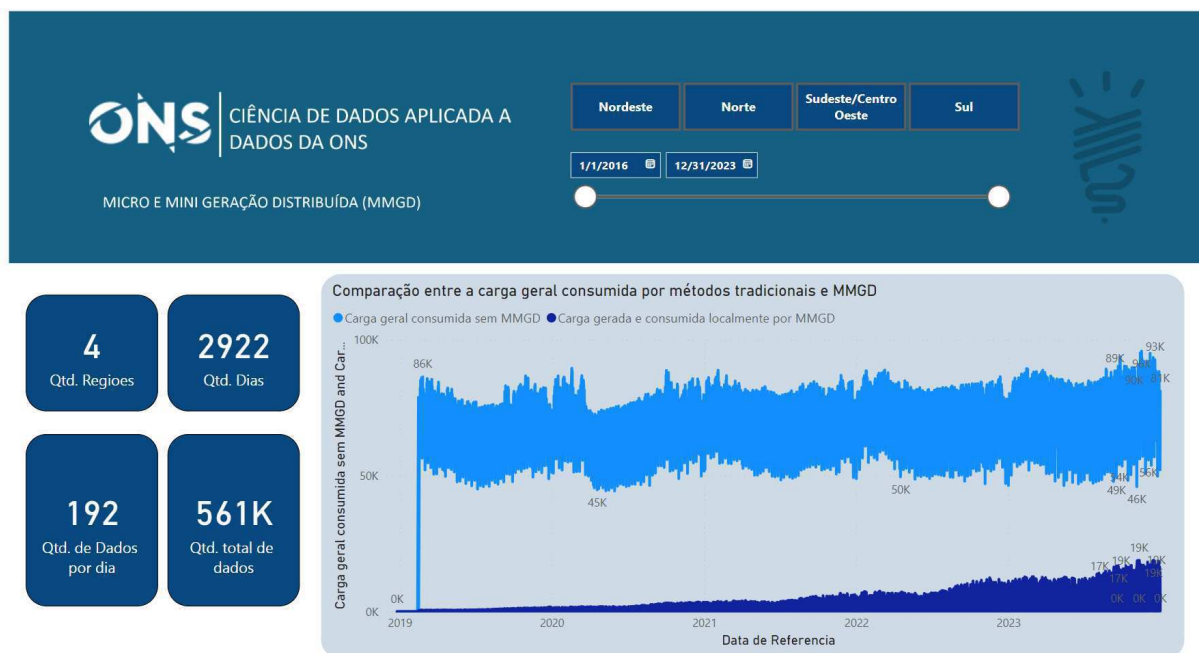 ONS
CIÊNCIA DE DADOS APLICADA A
DADOS DA ONS
MICRO E MINI GERAÇÃO DISTRIBUÍDA (MMGD)
Nordeste
Norte
Sudeste/Centro
Oeste
Sul
1/1/2016
12/31/2023
4
Qtd. Regioes
2922
Qtd. Dias
192
Qtd. de Dados
por dia
561K
Qtd. total de
dados
Comparação entre a carga geral consumida por métodos tradicionais e MMGD
Carga geral consumida sem MMGD
Carga gerada e consumida localmente por MMGD
Carga geral consumida sem MMGD and Car...
100K
50K
0K
86K
45K
50K
89K
93K
90K
81K
49K
46K
0K
17K
19K
19K
17K
0K
0K
0K
2019
2020
2021
2022
2023
Data de Referencia